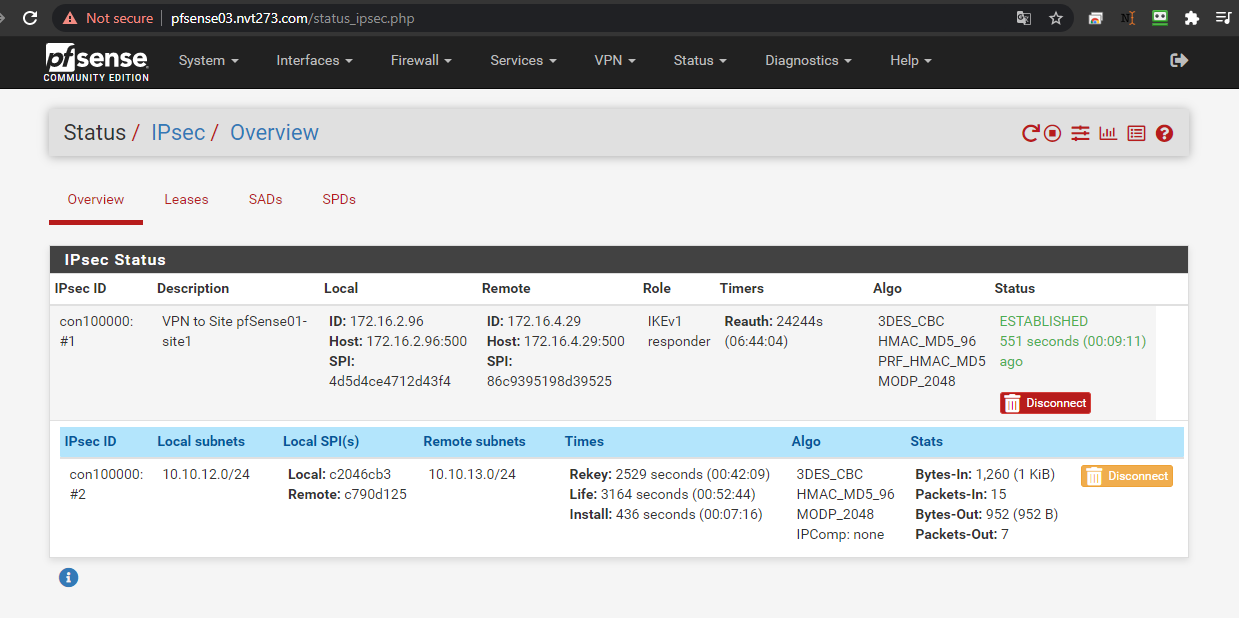 Not secure pfsense03.nvt273.com/status_ipsec.php
pfsense
COMMUNITY EDITION
System Interfaces Firewall Services VPN Status Diagnostics Help
Status / IPsec / Overview
Overview Leases SADs SPDs
IPsec Status
IPsec ID Description Local Remote Role Timers Algo Status
con100000: VPN to Site pfSense01- ID: 172.16.2.96 ID: 172.16.4.29 IKEv1 Reauth: 24244s 3DES_CBC ESTABLISHED
#1 site1 Host: 172.16.2.96:500 Host: 172.16.4.29:500 responder (06:44:04) HMAC_MD5_96 551 seconds (00:09:11)
SPI: SPI: PRF_HMAC_MD5 ago
4d5d4ce4712d43f4 86c9395198d39525 MODP_2048
Disconnect
IPsec ID Local subnets Local SPI(s) Remote subnets Times Algo Stats
con100000: 10.10.12.0/24 Local: c2046cb3 10.10.13.0/24 Rekey: 2529 seconds (00:42:09) 3DES_CBC Bytes-In: 1,260 (1 KiB) Disconnect
#2 Remote: c790d125 Life: 3164 seconds (00:52:44) HMAC_MD5_96 Packets-In: 15
Install: 436 seconds (00:07:16) MODP_2048 Bytes-Out: 952 (952 B)
IPComp: none Packets-Out: 7